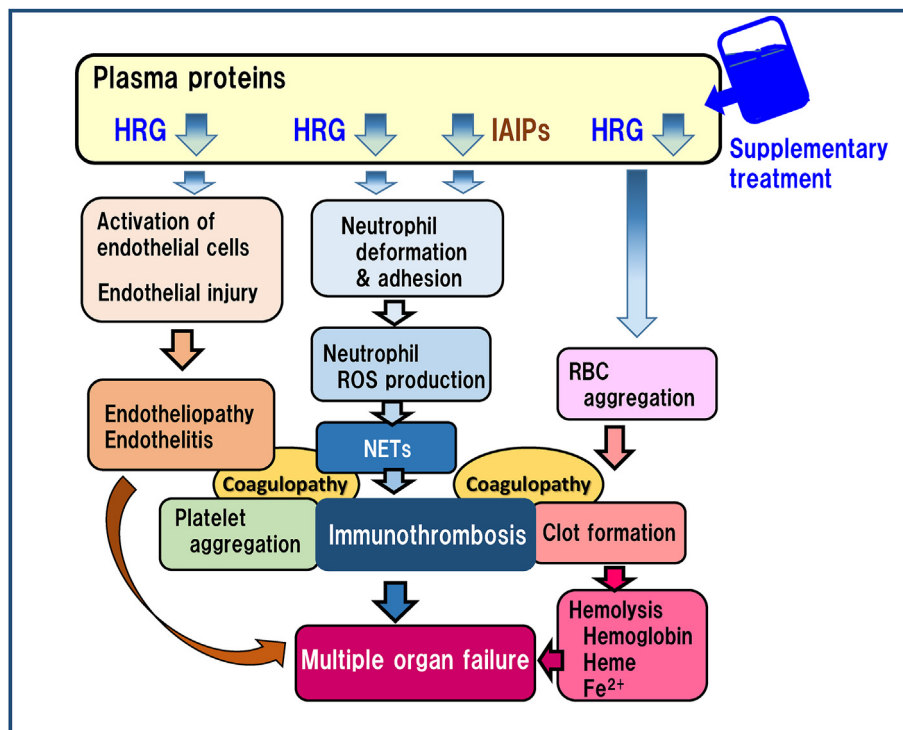 Plasma proteins
HRG
HRG
IAIPs
HRG
Supplementary
treatment
Activation of
endothelial cells
Endothelial injury
Neutrophil
deformation
& adhesion
Neutrophil
ROS production
RBC
aggregation
Endotheliopathy
Endothelitis
NETs
Coagulopathy
Coagulopathy
Platelet
aggregation
Immunothrombosis
Clot formation
Multiple organ failure
Hemolysis
Hemoglobin
Heme
Fe²⁺